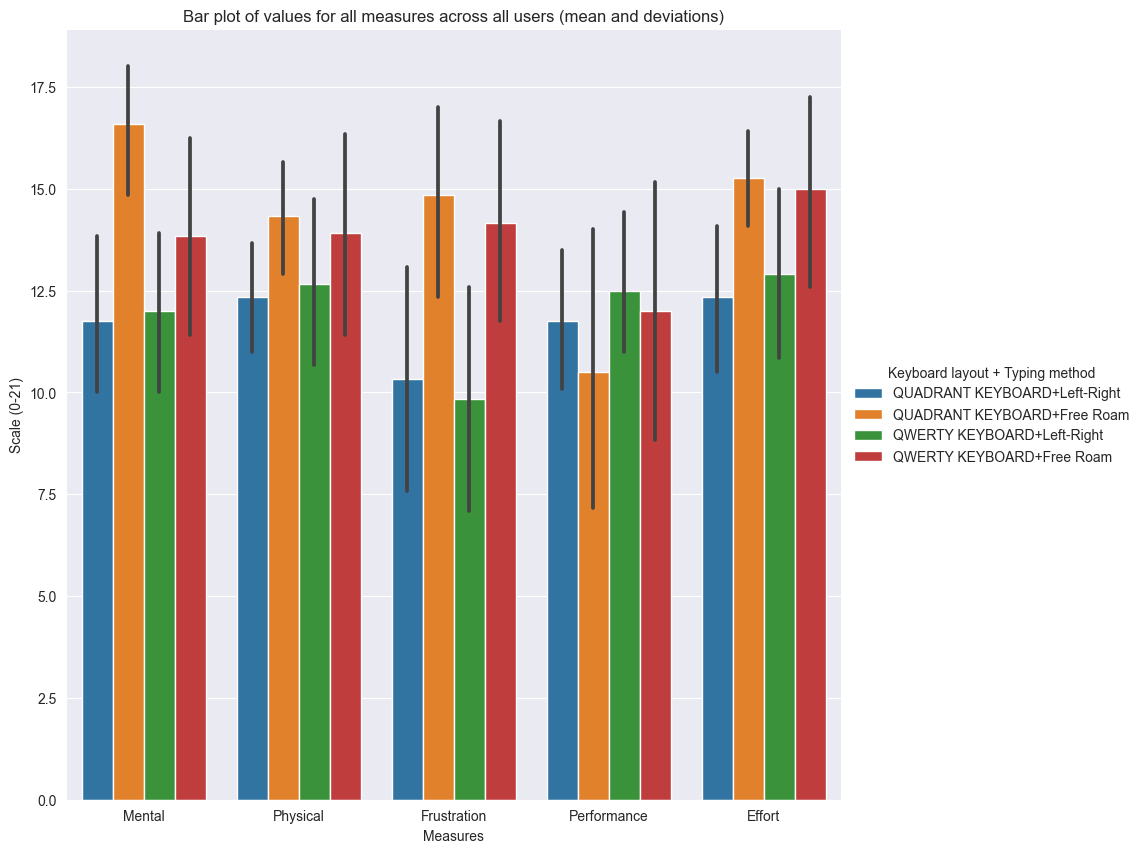 Bar plot of values for all measures across all users (mean and deviations)
Scale (0-21)
17.5
15.0
12.5
10.0
7.5
5.0
2.5
0.0
Mental
Physical
Frustration
Performance
Effort
Measures
Keyboard layout + Typing method
QUADRANT KEYBOARD+Left-Right
QUADRANT KEYBOARD+Free Roam
QWERTY KEYBOARD+Left-Right
QWERTY KEYBOARD+Free Roam